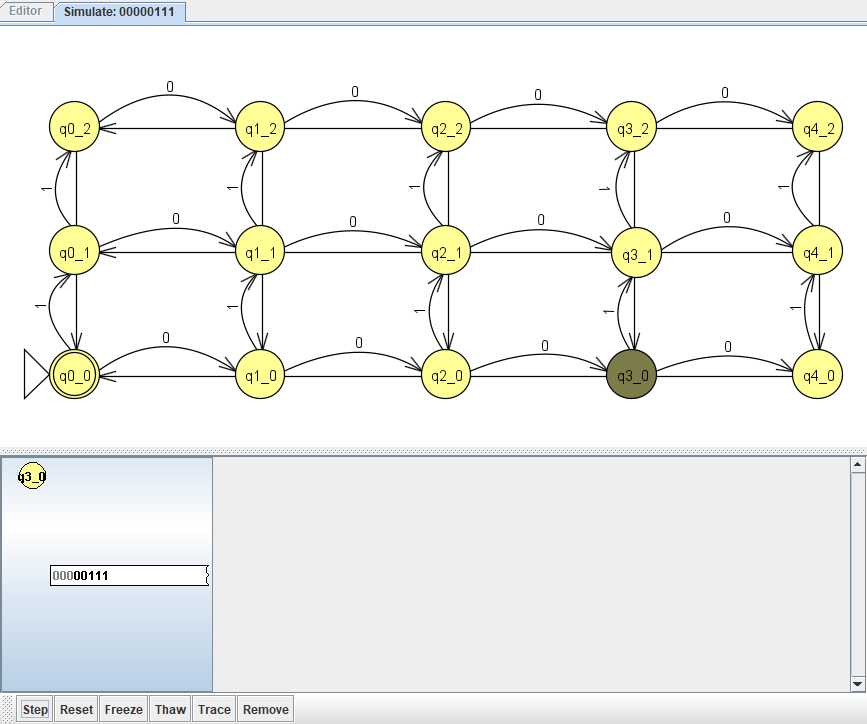 Editor Simulate: 00000111
0 0 0 0
q0_2 q1_2 q2_2 q3_2 q4_2
1 1 1 1 1
0 0 0 0
q0_1 q1_1 q2_1 q3_1 q4_1
1 1 1 1 1
0 0 0 0
q0_0 q1_0 q2_0 q3_0 q4_0
q3_0
00000111
Step Reset Freeze Thaw Trace Remove